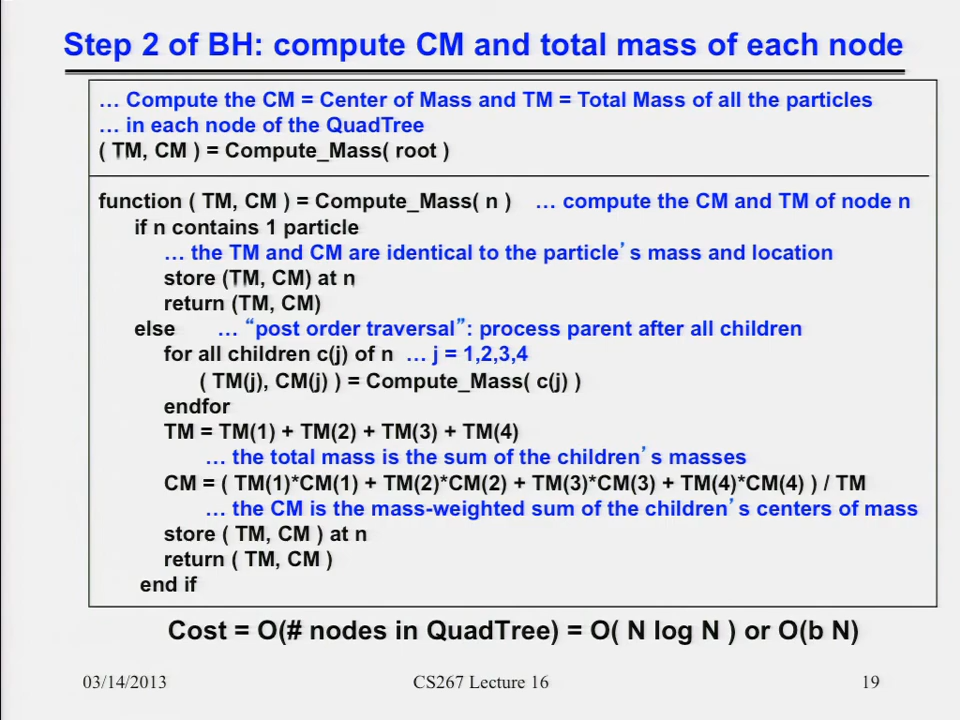 Step 2 of BH: compute CM and total mass of each node
… Compute the CM = Center of Mass and TM = Total Mass of all the particles
… in each node of the QuadTree
( TM, CM ) = Compute_Mass( root )
function ( TM, CM ) = Compute_Mass( n ) … compute the CM and TM of node n
if n contains 1 particle
… the TM and CM are identical to the particle’s mass and location
store (TM, CM) at n
return (TM, CM)
else … “post order traversal”: process parent after all children
for all children c(j) of n … j = 1,2,3,4
( TM(j), CM(j) ) = Compute_Mass( c(j) )
endfor
TM = TM(1) + TM(2) + TM(3) + TM(4)
… the total mass is the sum of the children’s masses
CM = ( TM(1)*CM(1) + TM(2)*CM(2) + TM(3)*CM(3) + TM(4)*CM(4) ) / TM
… the CM is the mass-weighted sum of the children’s centers of mass
store ( TM, CM ) at n
return ( TM, CM )
end if
Cost = O(# nodes in QuadTree) = O( N log N ) or O(b N)
03/14/2013 CS267 Lecture 16 19